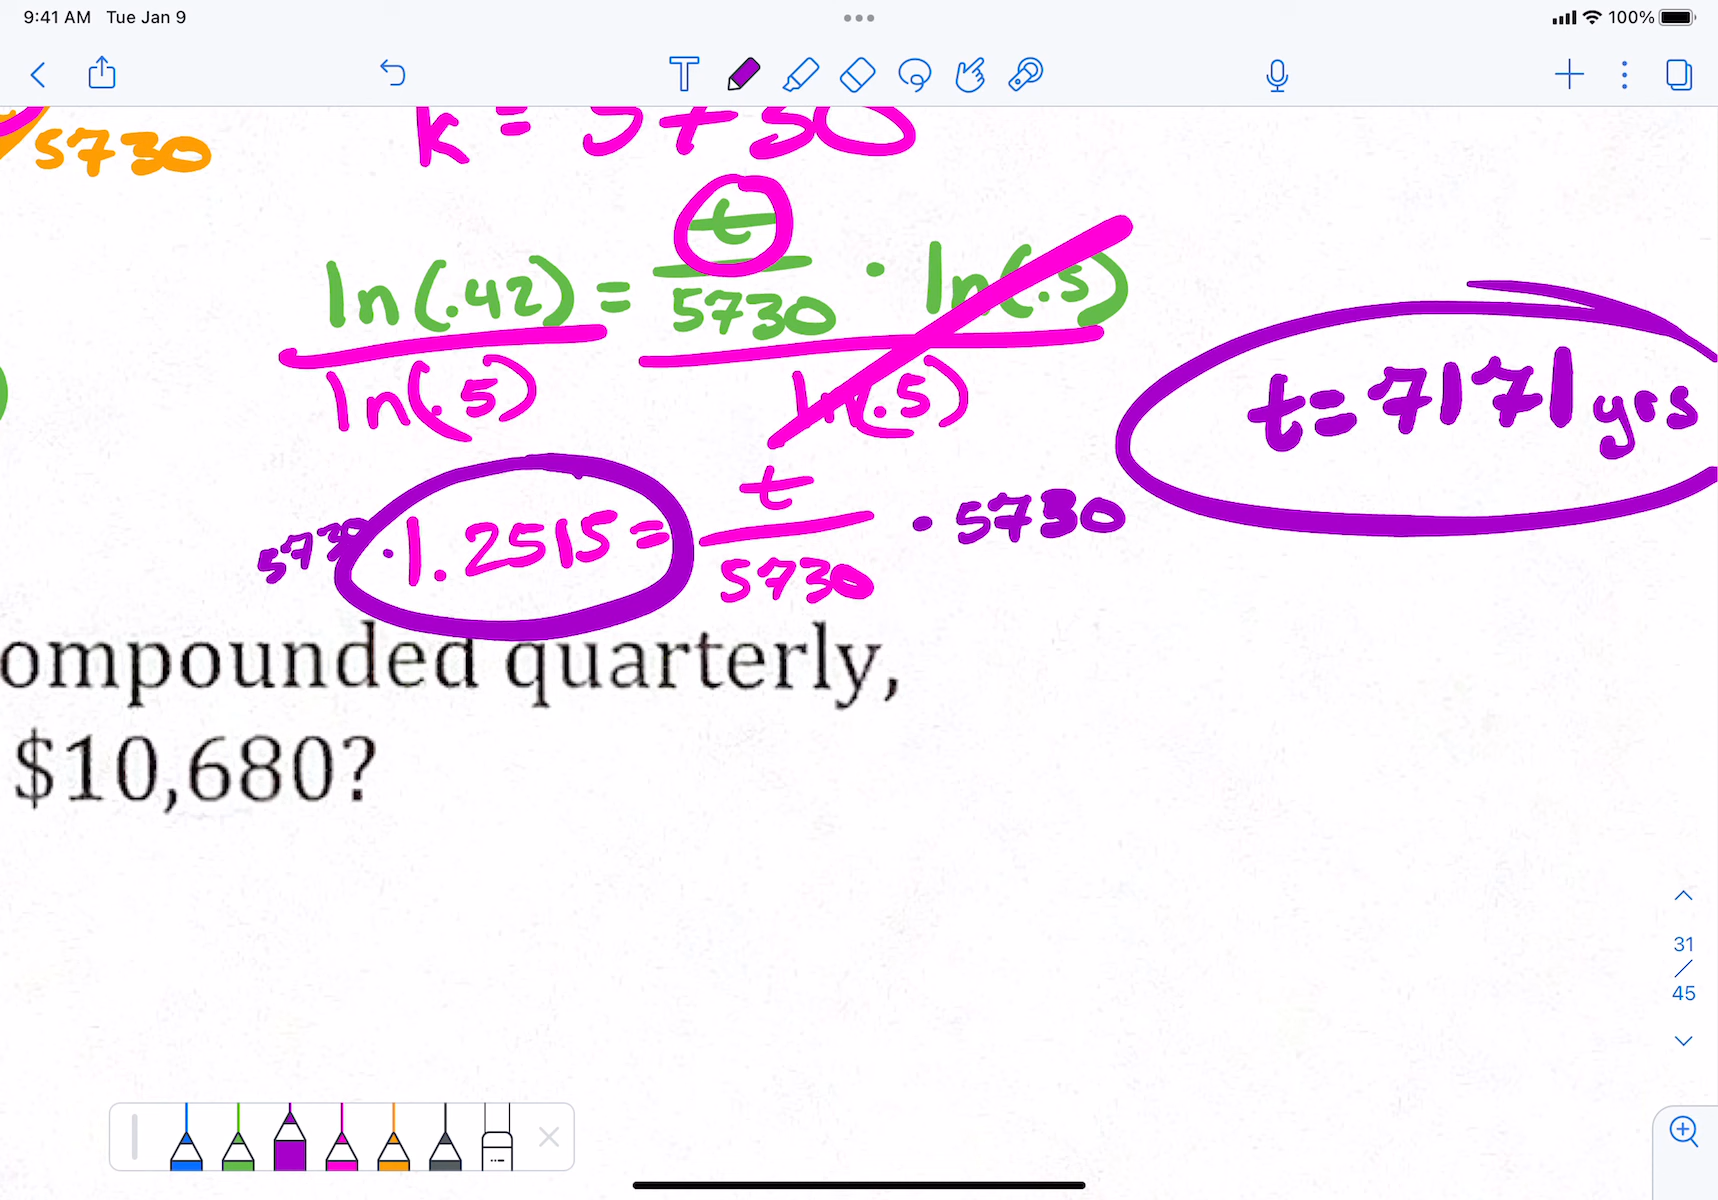 9:41 AM Tue Jan 9
100%
5730
k = 5730
ln(.42) = t/5730 · ln(.5)
ln(.5) ln(.5)
5730 · 1.2515 = t/5730 · 5730
t = 7171 yrs
ompounded quarterly,
$10,680?
31
/
45